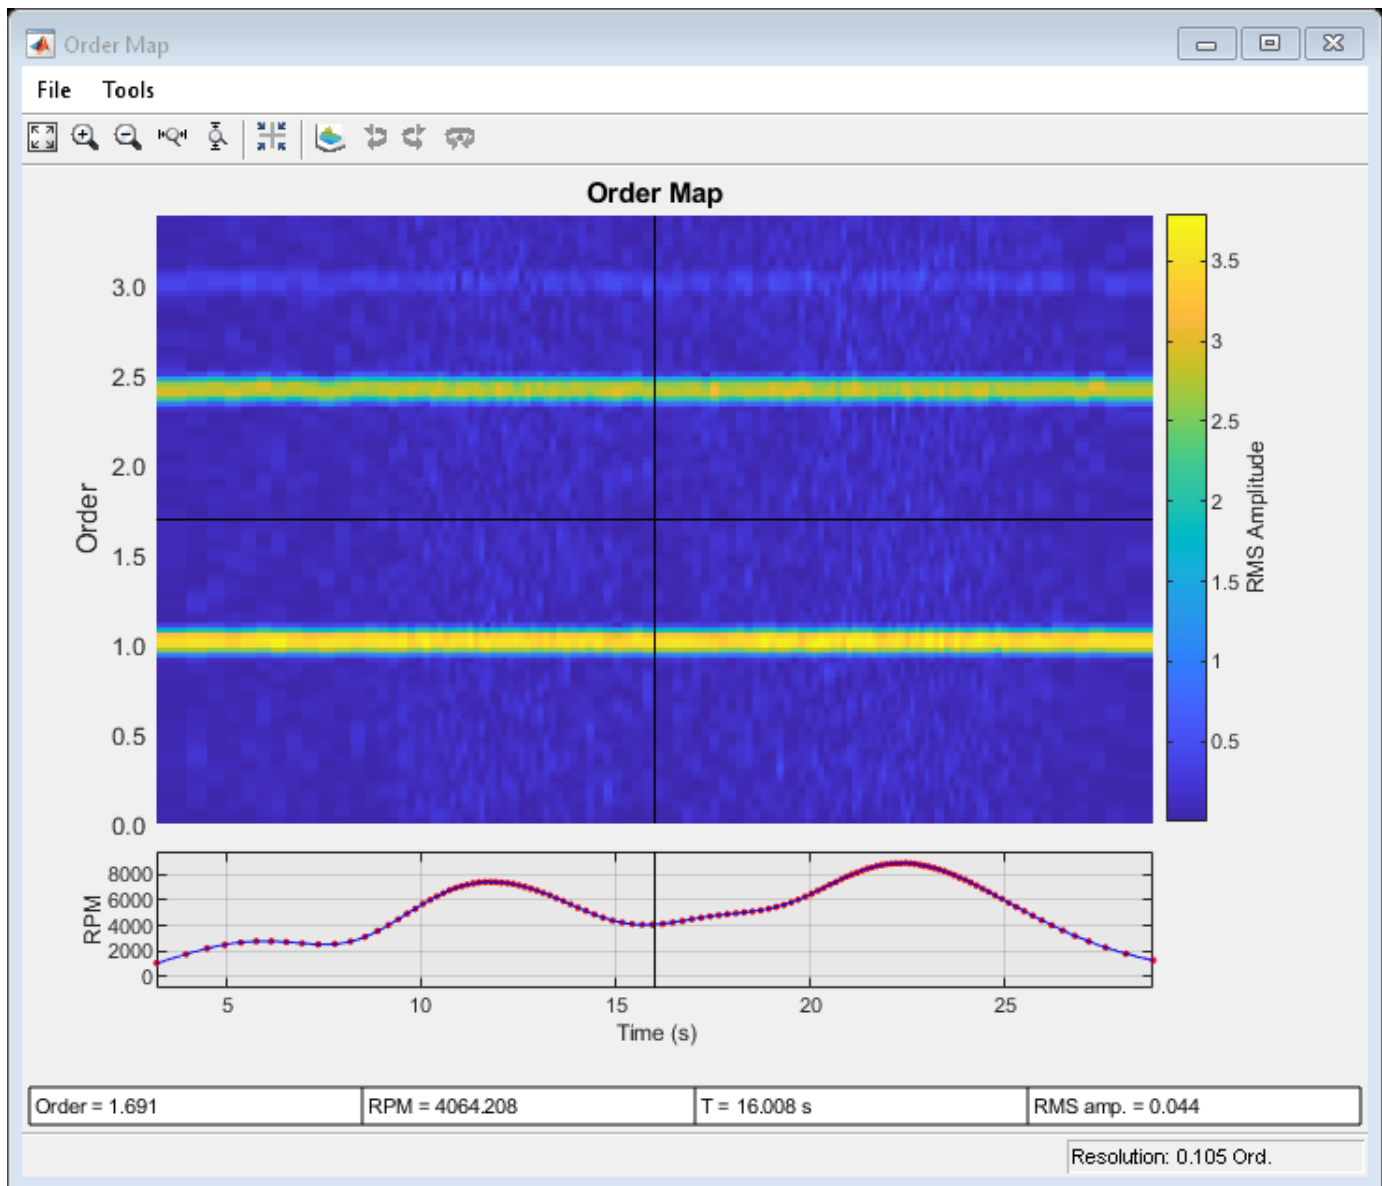 Order Map
File Tools
Order Map
Order
3.0
2.5
2.0
1.5
1.0
0.5
0.0
3.5
3
2.5
2
1.5
1
0.5
RMS Amplitude
RPM
8000
6000
4000
2000
0
5 10 15 20 25
Time (s)
Order = 1.691 RPM = 4064.208 T = 16.008 s RMS amp. = 0.044
Resolution: 0.105 Ord.